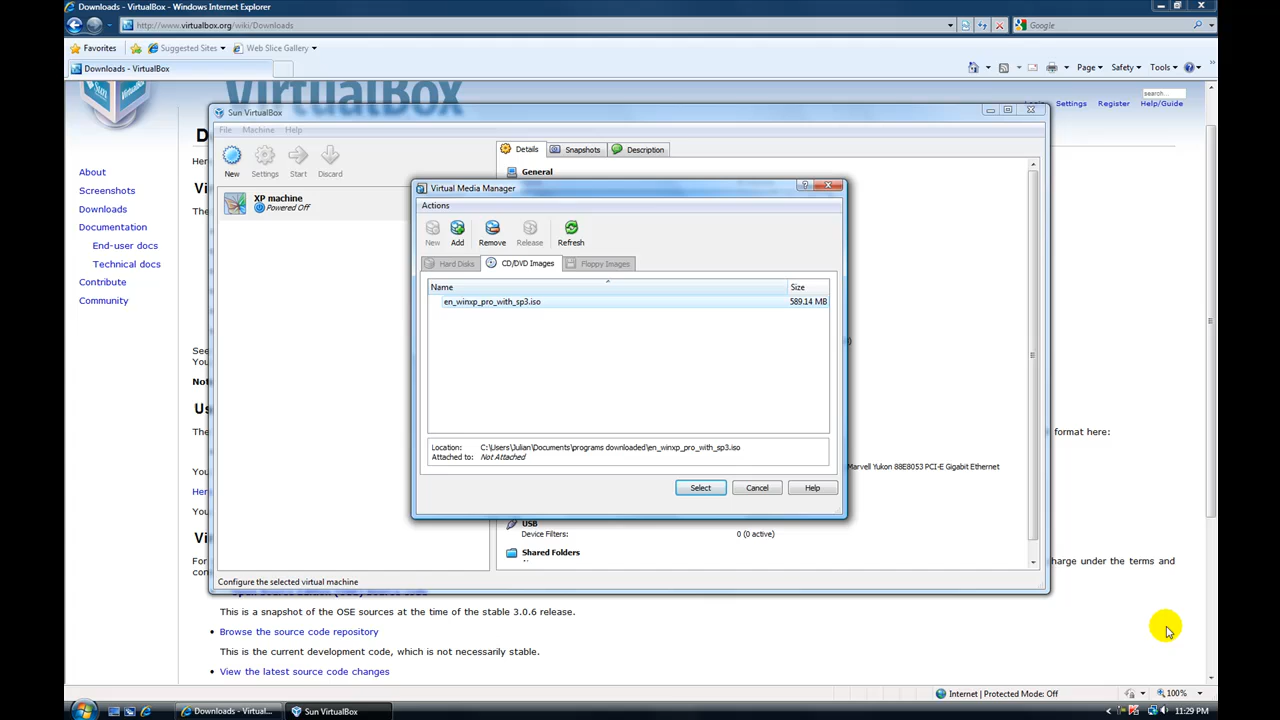 Downloads - VirtualBox - Windows Internet Explorer
http://www.virtualbox.org/wiki/Downloads
Google
Favorites
Suggested Sites
Web Slice Gallery
Downloads - VirtualBox
Page
Safety
Tools
VirtualBox
search...
Login
Settings
Register
Help/Guide
About
Screenshots
Downloads
Documentation
End-user docs
Technical docs
Contribute
Community
Sun VirtualBox
File
Machine
Help
New
Settings
Start
Discard
Details
Snapshots
Description
XP machine
Powered Off
General
Virtual Media Manager
Actions
New
Add
Remove
Release
Refresh
Hard Disks
CD/DVD Images
Floppy Images
Name
Size
en_winxp_pro_with_sp3.iso
589.14 MB
Location: C:\Users\Julian\Documents\programs downloaded\en_winxp_pro_with_sp3.iso
Attached to: Not Attached
Select
Cancel
Help
format here:
Marvell Yukon 88E8053 PCI-E Gigabit Ethernet
USB
Device Filters: 0 (0 active)
Shared Folders
harge under the terms and
Configure the selected virtual machine
This is a snapshot of the OSE sources at the time of the stable 3.0.6 release.
Browse the source code repository
This is the current development code, which is not necessarily stable.
View the latest source code changes
Internet | Protected Mode: Off
100%
Downloads - Virtual...
Sun VirtualBox
11:29 PM